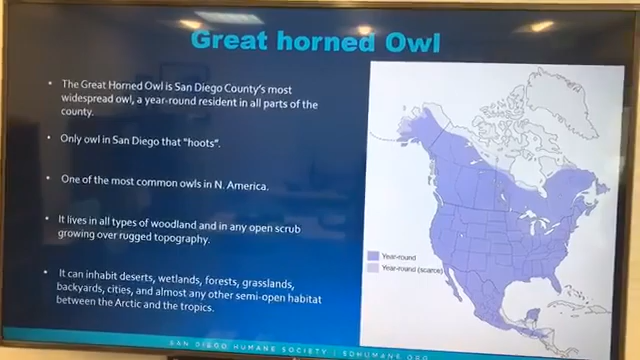 Great horned Owl
• The Great Horned Owl is San Diego County's most
widespread owl, a year-round resident in all parts of the
county.
• Only owl in San Diego that "hoots".
• One of the most common owls in N. America.
• It lives in all types of woodland and in any open scrub
growing over rugged topography.
• It can inhabit deserts, wetlands, forests, grasslands,
backyards, cities, and almost any other semi-open habitat
between the Arctic and the tropics.
Year-round
Year-round (scarce)
SAN DIEGO HUMANE SOCIETY | SDHUMANE.ORG